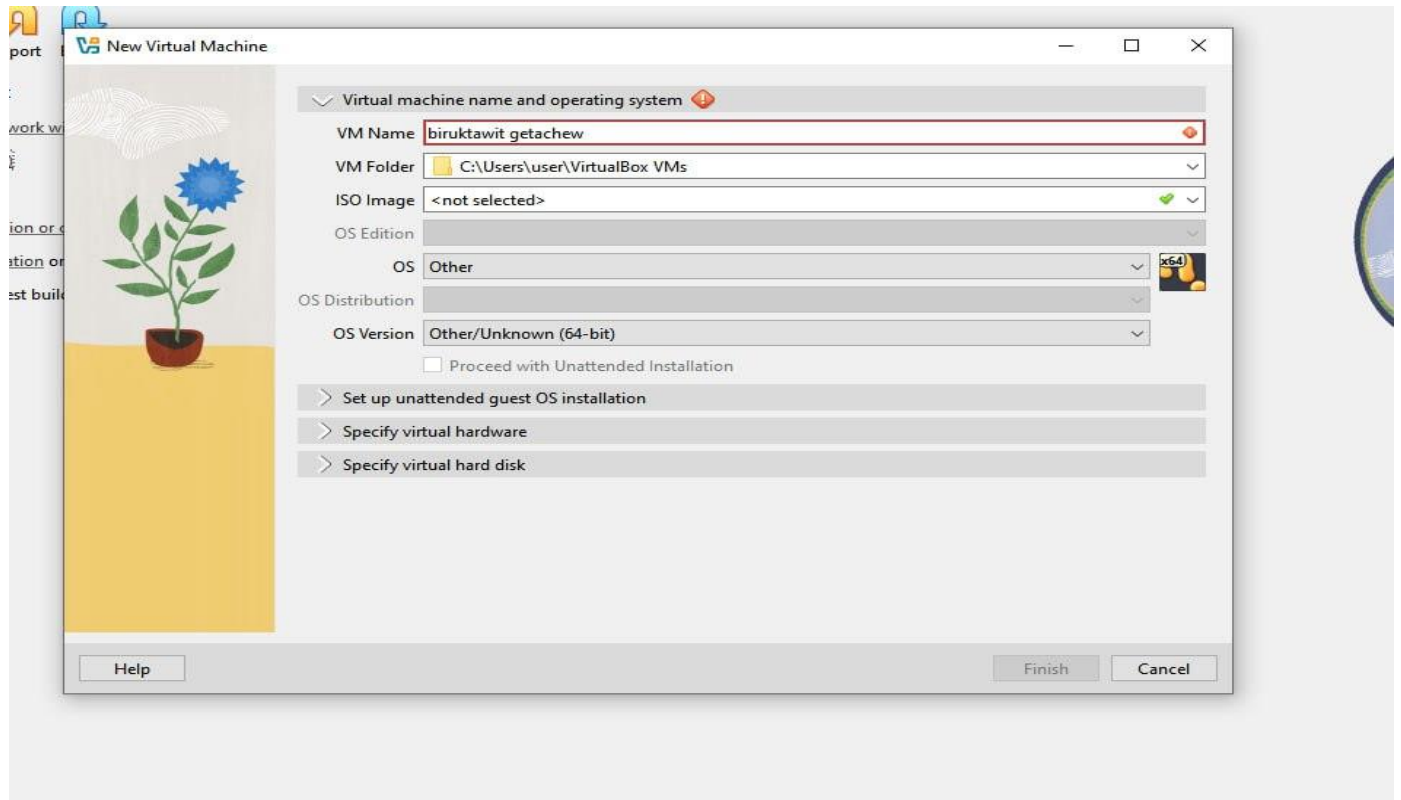 port
New Virtual Machine
Virtual machine name and operating system
work wi
VM Name biruktawit getachew
VM Folder C:\Users\user\VirtualBox VMs
ISO Image <not selected>
ion or
OS Edition
ation or
OS Other
x64
est build
OS Distribution
OS Version Other/Unknown (64-bit)
Proceed with Unattended Installation
Set up unattended guest OS installation
Specify virtual hardware
Specify virtual hard disk
Help
Finish
Cancel